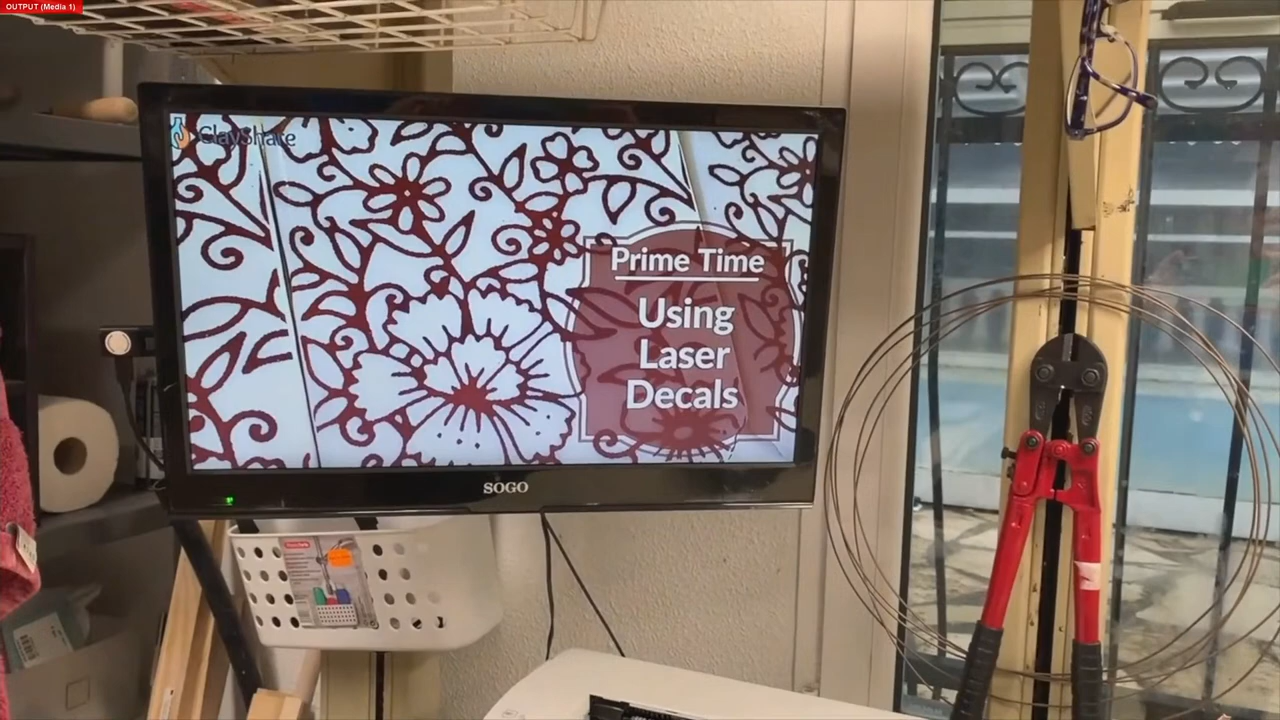 OUTPUT (Media 1)
ClayShare
Prime Time
Using
Laser
Decals
SOGO